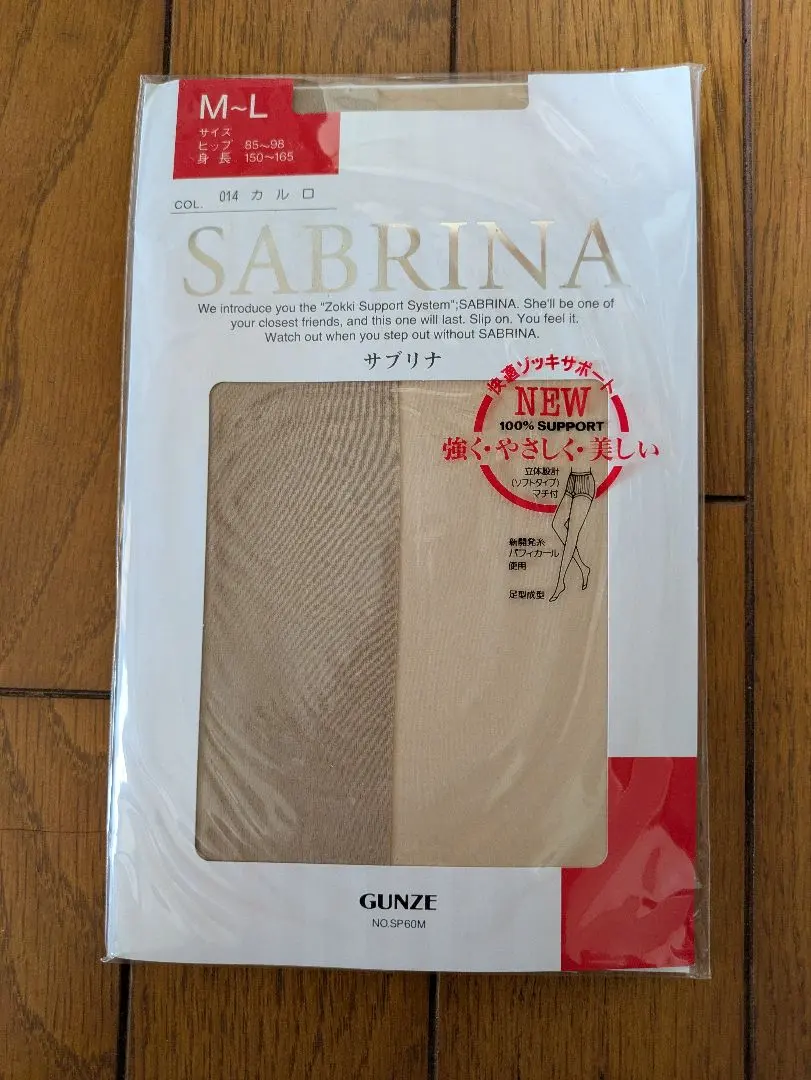 M~L
サイズ
ヒップ 85~98
身長 150~165
COL. 014 カルロ
SABRINA
We introduce you the "Zokki Support System";SABRINA. She'll be one of
your closest friends, and this one will last. Slip on. You feel it.
Watch out when you step out without SABRINA.
サブリナ
快適ゾッキサポート
NEW
100% SUPPORT
強く・やさしく・美しい
立体設計
(ソフトタイプ)
マチ付
新開発糸
パフィカール
使用
足型成型
GUNZE
NO.SP60M